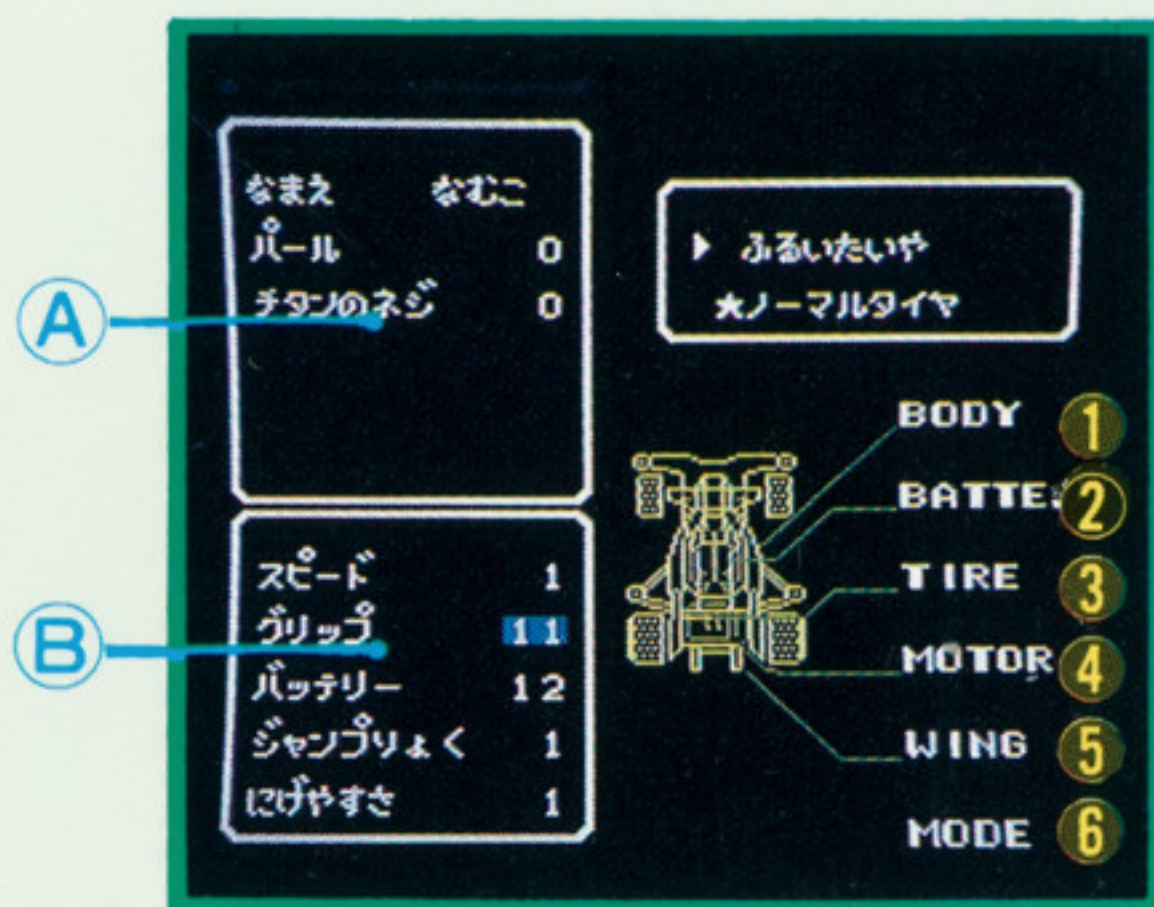 A
なまえ なむこ
パール 0
チタンのネジ 0
B
スピード 1
グリップ 11
バッテリー 12
ジャンプりょく 1
にげやすさ 1
▶ ふるいたいや
★ノーマルタイヤ
BODY 1
BATTE 2
TIRE 3
MOTOR 4
WING 5
MODE 6